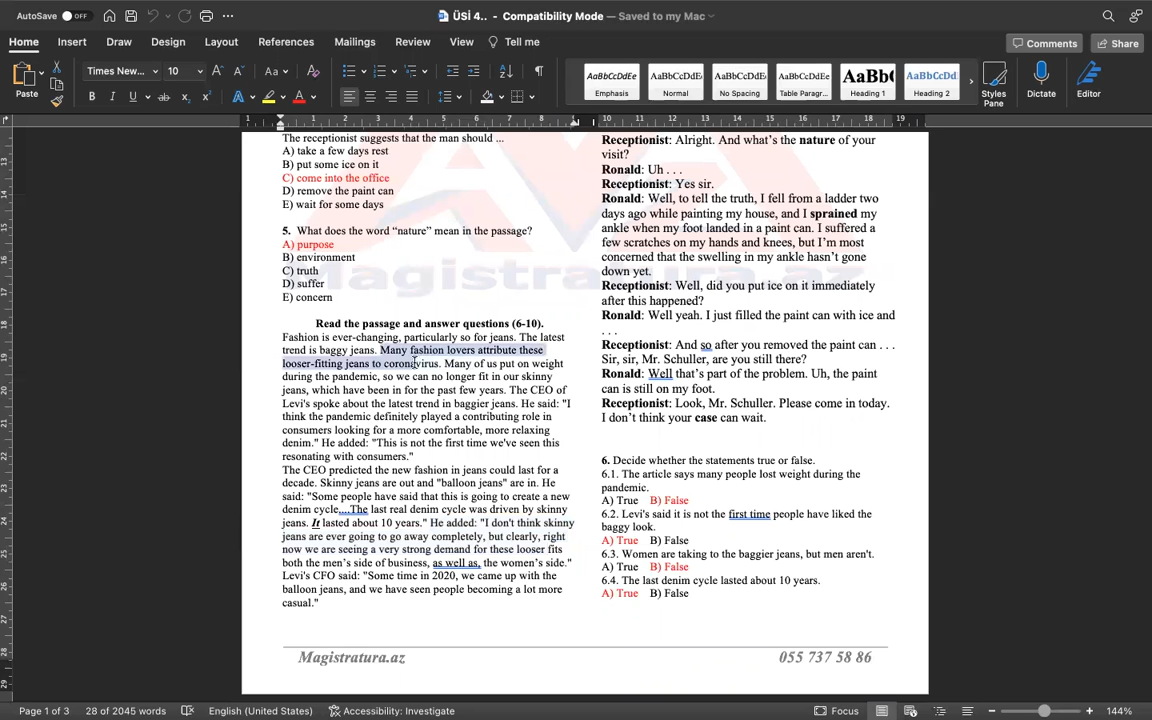 AutoSave OFF
ÜSİ 4.. - Compatibility Mode — Saved to my Mac
Home Insert Draw Design Layout References Mailings Review View Tell me
Comments Share
Paste
Times New... 10
Aa
AaBbCcDdEe AaBbCcDdEe AaBbCcDdEe AaBbCcDdEe AaBb( AaBbCcDd
Emphasis Normal No Spacing Table Paragr... Heading 1 Heading 2
Styles Pane
Dictate
Editor
1 1 2 3 4 5 6 7 8 10 11 12 13 14 15 16 17 18 19
The receptionist suggests that the man should ...
A) take a few days rest
B) put some ice on it
C) come into the office
D) remove the paint can
E) wait for some days
5. What does the word “nature” mean in the passage?
A) purpose
B) environment
C) truth
D) suffer
E) concern
Read the passage and answer questions (6-10).
Fashion is ever-changing, particularly so for jeans. The latest
trend is baggy jeans. Many fashion lovers attribute these
looser-fitting jeans to coronavirus. Many of us put on weight
during the pandemic, so we can no longer fit in our skinny
jeans, which have been in for the past few years. The CEO of
Levi's spoke about the latest trend in baggier jeans. He said: "I
think the pandemic definitely played a contributing role in
consumers looking for a more comfortable, more relaxing
denim." He added: "This is not the first time we've seen this
resonating with consumers."
The CEO predicted the new fashion in jeans could last for a
decade. Skinny jeans are out and "balloon jeans" are in. He
said: "Some people have said that this is going to create a new
denim cycle....The last real denim cycle was driven by skinny
jeans. It lasted about 10 years." He added: "I don't think skinny
jeans are ever going to go away completely, but clearly, right
now we are seeing a very strong demand for these looser fits
both the men’s side of business, as well as, the women’s side."
Levi's CFO said: "Some time in 2020, we came up with the
balloon jeans, and we have seen people becoming a lot more
casual."
Receptionist: Alright. And what’s the nature of your
visit?
Ronald: Uh . . .
Receptionist: Yes sir.
Ronald: Well, to tell the truth, I fell from a ladder two
days ago while painting my house, and I sprained my
ankle when my foot landed in a paint can. I suffered a
few scratches on my hands and knees, but I’m most
concerned that the swelling in my ankle hasn’t gone
down yet.
Receptionist: Well, did you put ice on it immediately
after this happened?
Ronald: Well yeah. I just filled the paint can with ice and
. . .
Receptionist: And so after you removed the paint can . . .
Sir, sir, Mr. Schuller, are you still there?
Ronald: Well that’s part of the problem. Uh, the paint
can is still on my foot.
Receptionist: Look, Mr. Schuller. Please come in today.
I don’t think your case can wait.
6. Decide whether the statements true or false.
6.1. The article says many people lost weight during the
pandemic.
A) True B) False
6.2. Levi's said it is not the first time people have liked the
baggy look.
A) True B) False
6.3. Women are taking to the baggier jeans, but men aren't.
A) True B) False
6.4. The last denim cycle lasted about 10 years.
A) True B) False
Magistratura.az
Magistratura.az 055 737 58 86
Page 1 of 3 28 of 2045 words English (United States) Accessibility: Investigate Focus 144%